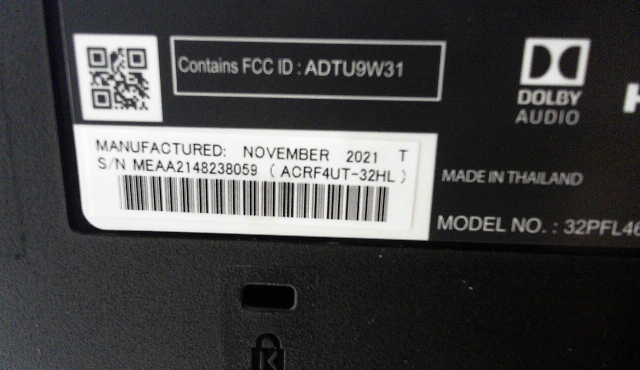 Contains FCC ID : ADTU9W31
DOLBY
AUDIO
MANUFACTURED: NOVEMBER 2021 T
S/N MEAA2148238059 ( ACRF4UT-32HL )
MADE IN THAILAND
MODEL NO. : 32PFL46